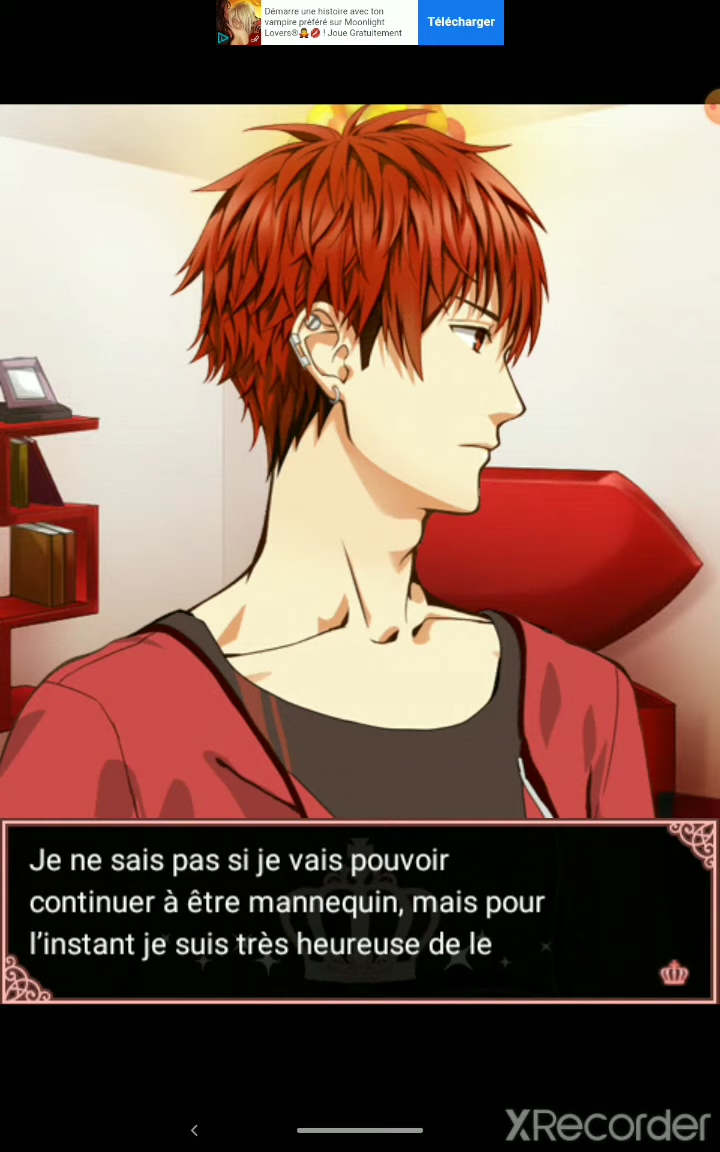 Démarre une histoire avec ton
vampire préféré sur Moonlight
Lovers®🧛💋 ! Joue Gratuitement
Télécharger
Je ne sais pas si je vais pouvoir
continuer à être mannequin, mais pour
l’instant je suis très heureuse de le
XRecorder